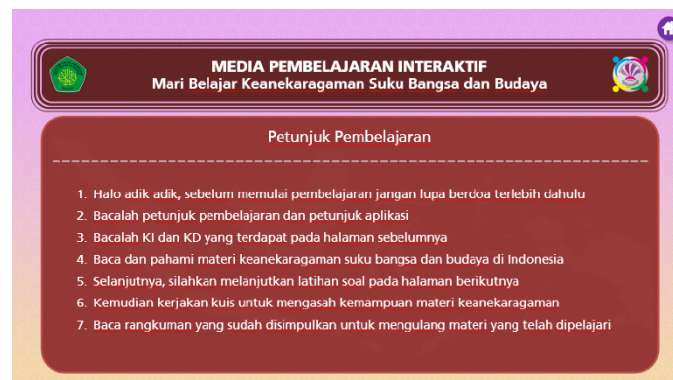 MEDIA PEMBELAJARAN INTERAKTIF
Mari Belajar Keanekaragaman Suku Bangsa dan Budaya
Petunjuk Pembelajaran
1. Halo adik adik, sebelum memulai pembelajaran jangan lupa berdoa terlebih dahulu
2. Bacalah petunjuk pembelajaran dan petunjuk aplikasi
3. Bacalah KI dan KD yang terdapat pada halaman sebelumnya
4. Baca dan pahami materi keanekaragaman suku bangsa dan budaya di Indonesia
5. Selanjutnya, silahkan melanjutkan latihan soal pada halaman berikutnya
6. Kemudian kerjakan kuis untuk mengasah kemampuan materi keanekaragaman
7. Baca rangkuman yang sudah disimpulkan untuk mengulang materi yang telah dipelajari